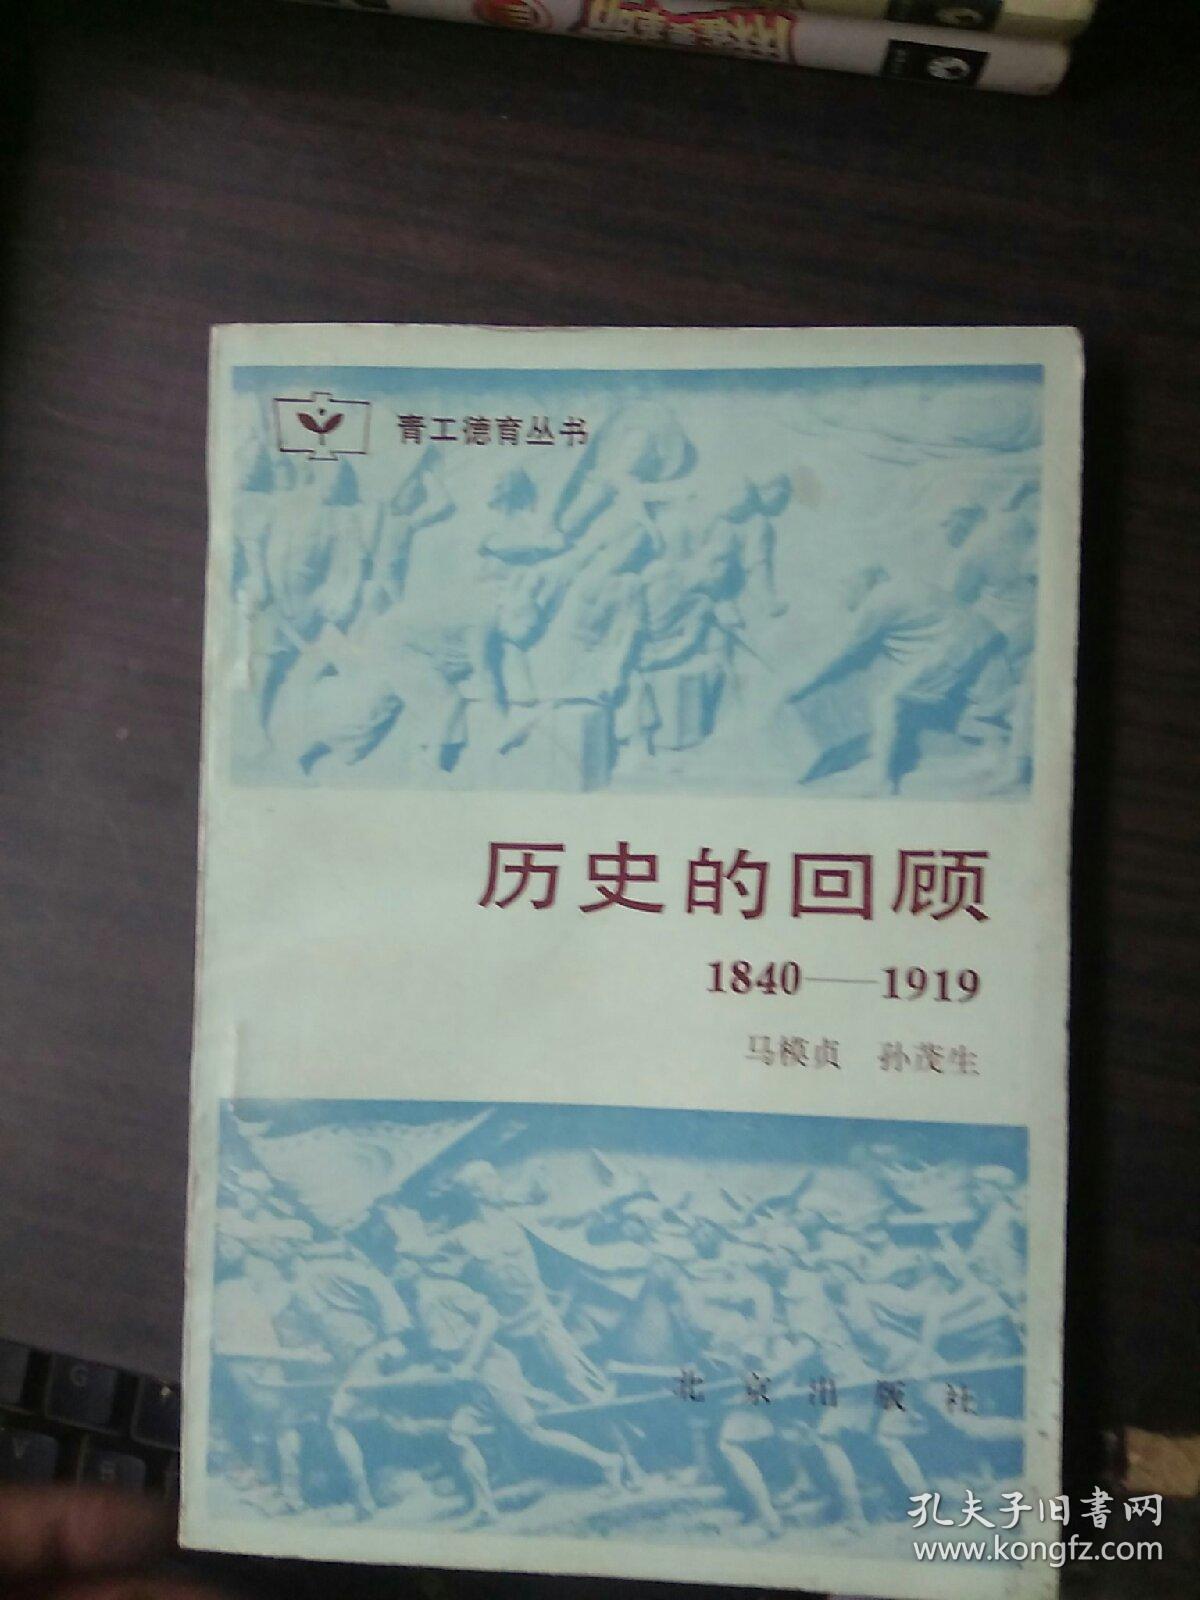 青工德育丛书
历史的回顾
1840——1919
马模贞 孙茂生
北京出版社
孔夫子旧書网
www.kongfz.com